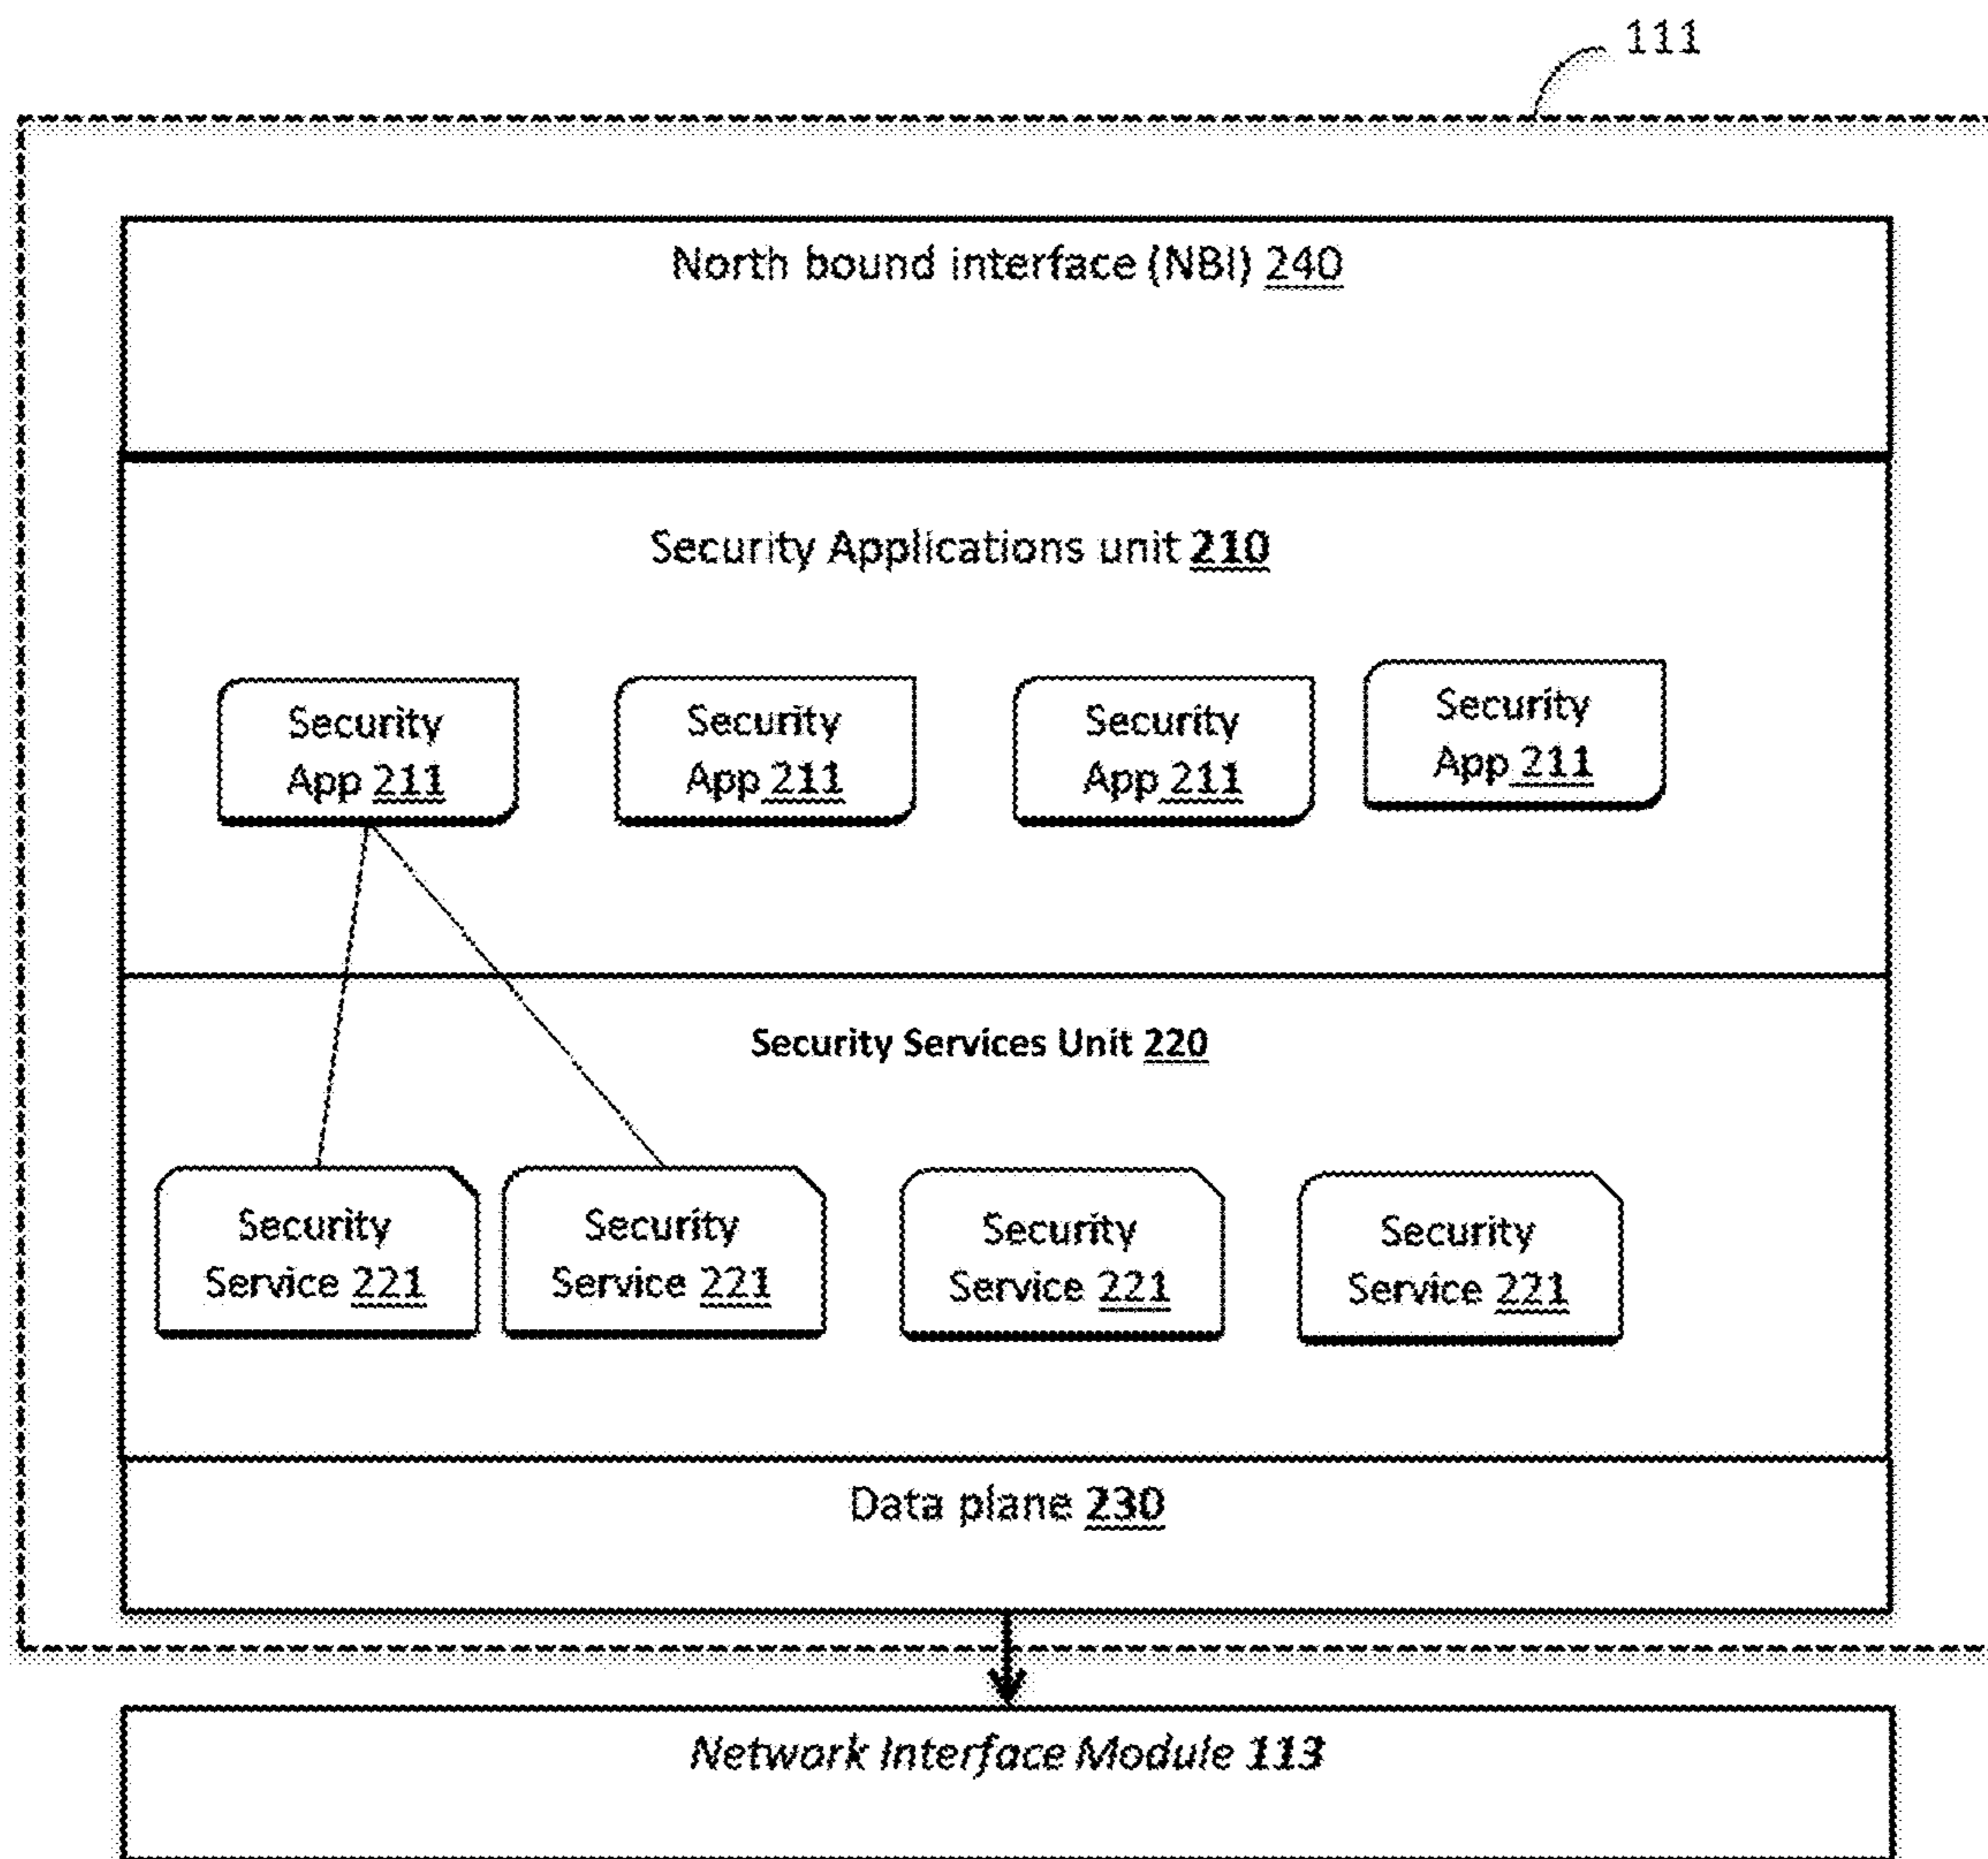 111
North bound interface (NBI) 240
Security Applications unit 210
Security
App 211
Security
App 211
Security
App 211
Security
App 211
Security Services Unit 220
Security
Service 221
Security
Service 221
Security
Service 221
Security
Service 221
Data plane 230
Network Interface Module 113